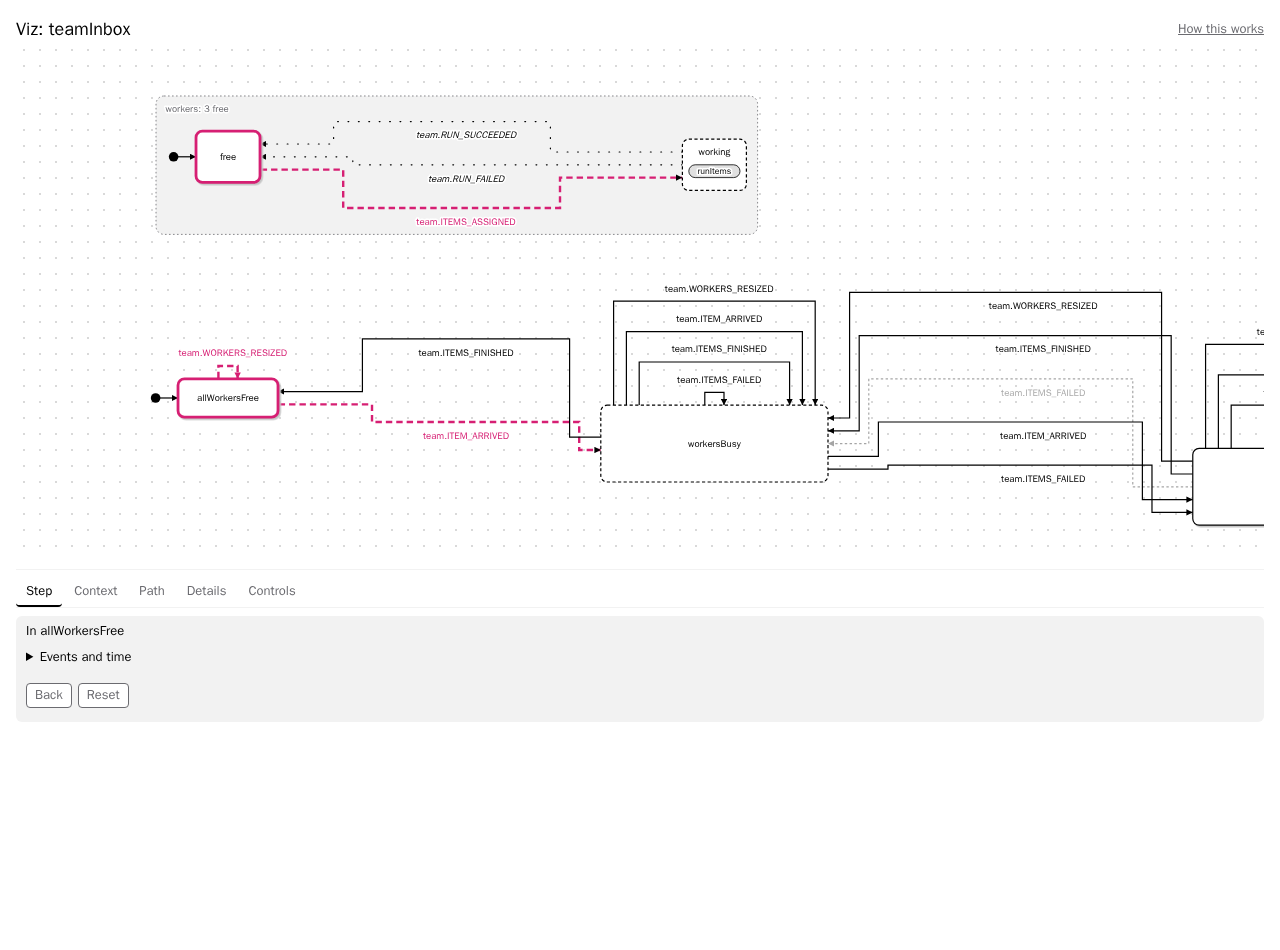 Viz: teamInbox
How this works
workers: 3 free
team.RUN_SUCCEEDED
working
free
runItems
team.RUN_FAILED
team.ITEMS_ASSIGNED
team.WORKERS_RESIZED
team.WORKERS_RESIZED
team.ITEM_ARRIVED
team.ITEMS_FINISHED
team.ITEMS_FINISHED
team.WORKERS_RESIZED
team.ITEMS_FINISHED
team.ITEMS_FAILED
team.ITEMS_FAILED
allWorkersFree
team.ITEM_ARRIVED
team.ITEM_ARRIVED
workersBusy
team.ITEMS_FAILED
Step Context Path Details Controls
In allWorkersFree
Events and time
Back Reset